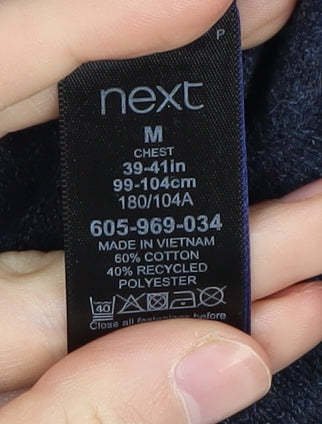 P
next
M
CHEST
39-41in
99-104cm
180/104A
605-969-034
MADE IN VIETNAM
60% COTTON
40% RECYCLED
POLYESTER
40
Close all fastenings before